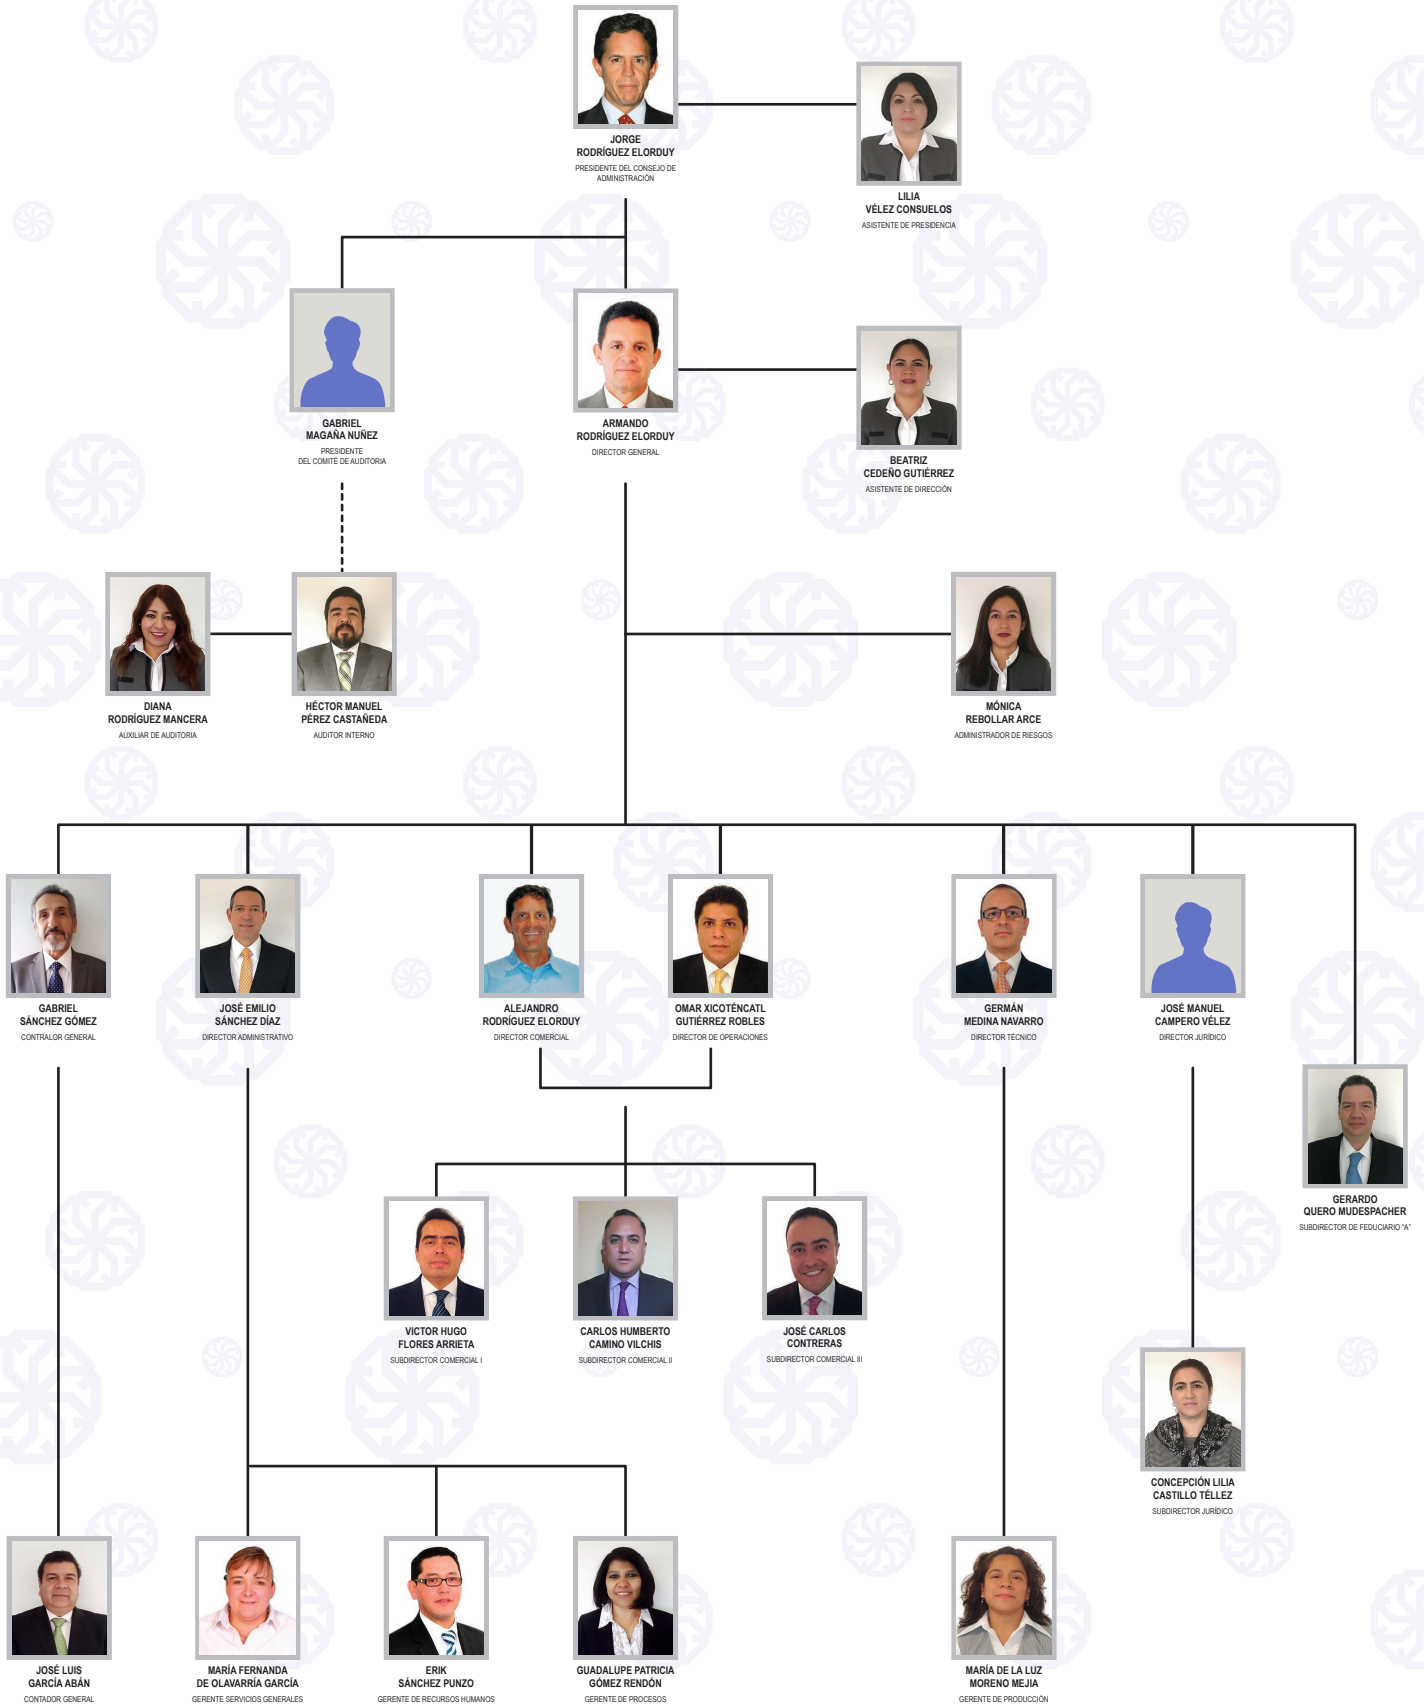 JORGE
RODRÍGUEZ ELORDUY
PRESIDENTE DEL CONSEJO DE
ADMINISTRACIÓN
LILIA
VÉLEZ CONSUELOS
ASISTENTE DE PRESIDENCIA
GABRIEL
MAGAÑA NUÑEZ
PRESIDENTE
DEL COMITÉ DE AUDITORIA
ARMANDO
RODRÍGUEZ ELORDUY
DIRECTOR GENERAL
BEATRIZ
CEDEÑO GUTIÉRREZ
ASISTENTE DE DIRECCIÓN
DIANA
RODRÍGUEZ MANCERA
AUXILIAR DE AUDITORIA
HÉCTOR MANUEL
PÉREZ CASTAÑEDA
AUDITOR INTERNO
MÓNICA
REBOLLAR ARCE
ADMINISTRADOR DE RIESGOS
GABRIEL
SÁNCHEZ GÓMEZ
CONTRALOR GENERAL
JOSÉ EMILIO
SÁNCHEZ DÍAZ
DIRECTOR ADMINISTRATIVO
ALEJANDRO
RODRÍGUEZ ELORDUY
DIRECTOR COMERCIAL
OMAR XICOTÉNCATL
GUTIÉRREZ ROBLES
DIRECTOR DE OPERACIONES
GERMÁN
MEDINA NAVARRO
DIRECTOR TÉCNICO
JOSÉ MANUEL
CAMPERO VÉLEZ
DIRECTOR JURÍDICO
GERARDO
QUERO MUDESPACHER
SUBDIRECTOR DE FEDUCIARIO "A"
VICTOR HUGO
FLORES ARRIETA
SUBDIRECTOR COMERCIAL I
CARLOS HUMBERTO
CAMINO VILCHIS
SUBDIRECTOR COMERCIAL II
JOSÉ CARLOS
CONTRERAS
SUBDIRECTOR COMERCIAL III
CONCEPCIÓN LILIA
CASTILLO TÉLLEZ
SUBDIRECTOR JURÍDICO
JOSÉ LUIS
GARCÍA ABÁN
CONTADOR GENERAL
MARÍA FERNANDA
DE OLAVARRÍA GARCÍA
GERENTE SERVICIOS GENERALES
ERIK
SÁNCHEZ PUNZO
GERENTE DE RECURSOS HUMANOS
GUADALUPE PATRICIA
GÓMEZ RENDÓN
GERENTE DE PROCESOS
MARÍA DE LA LUZ
MORENO MEJIA
GERENTE DE PRODUCCIÓN